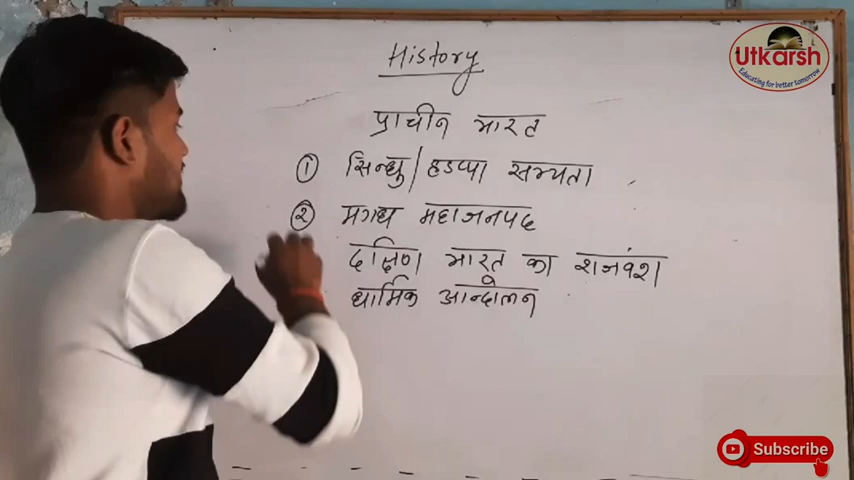 History
प्राचीन भारत
① सिन्धु/हडप्पा सभ्यता
② मगध महाजनपद
दक्षिण भारत का राजवंश
धार्मिक आन्दोलन
Utkarsh
Educating for better tomorrow
Subscribe